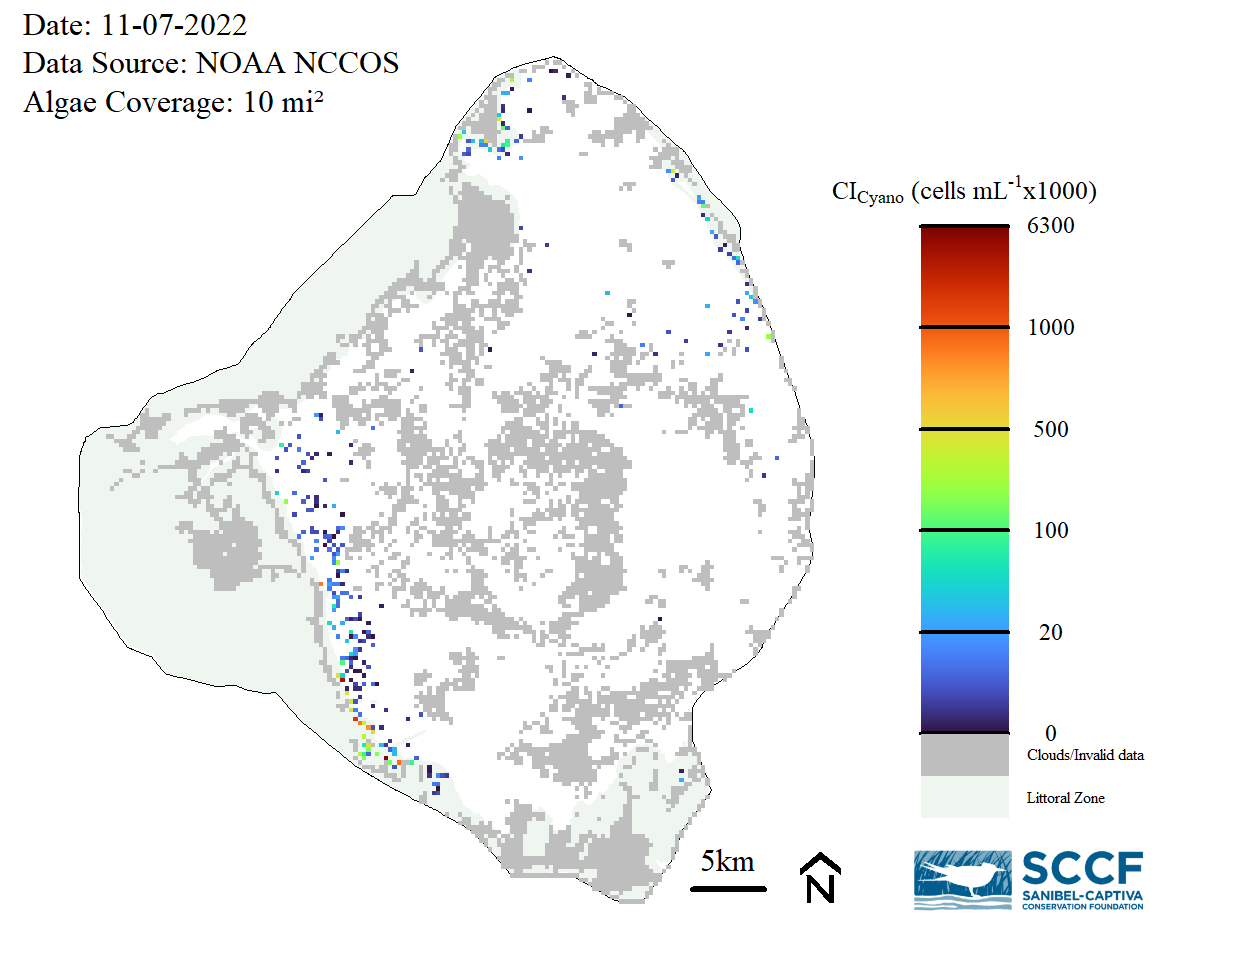 Date: 11-07-2022
Data Source: NOAA NCCOS
Algae Coverage: 10 mi²
CICyano (cells mL-1x1000)
6300
1000
500
100
20
0
Clouds/Invalid data
Littoral Zone
5km
N
SCCF
SANIBEL-CAPTIVA
CONSERVATION FOUNDATION